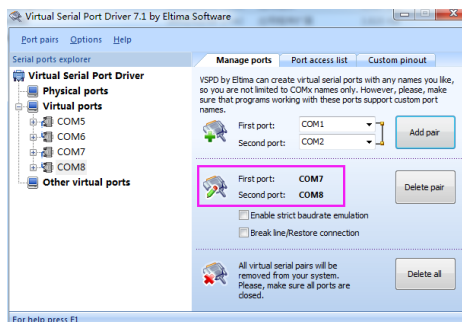 Virtual Serial Port Driver 7.1 by Eltima Software
Port pairs Options Help
Serial ports explorer
Virtual Serial Port Driver
Physical ports
Virtual ports
COM5
COM6
COM7
COM8
Other virtual ports
Manage ports Port access list Custom pinout
VSPD by Eltima can create virtual serial ports with any names you like,
so you are not limited to COMx names only. However, please, make
sure that programs working with these ports support custom port
names.
First port: COM1
Second port: COM2
Add pair
First port: COM7
Second port: COM8
Delete pair
Enable strict baudrate emulation
Break line/Restore connection
All virtual serial pairs will be
removed from your system.
Please, make sure all ports are
closed.
Delete all
For help press F1